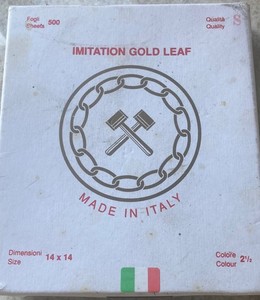 Fogli
Sheets 500
Qualità
Quality S
IMITATION GOLD LEAF
MADE IN ITALY
Dimensioni
Size 14 x 14
Colore
Colour 2½